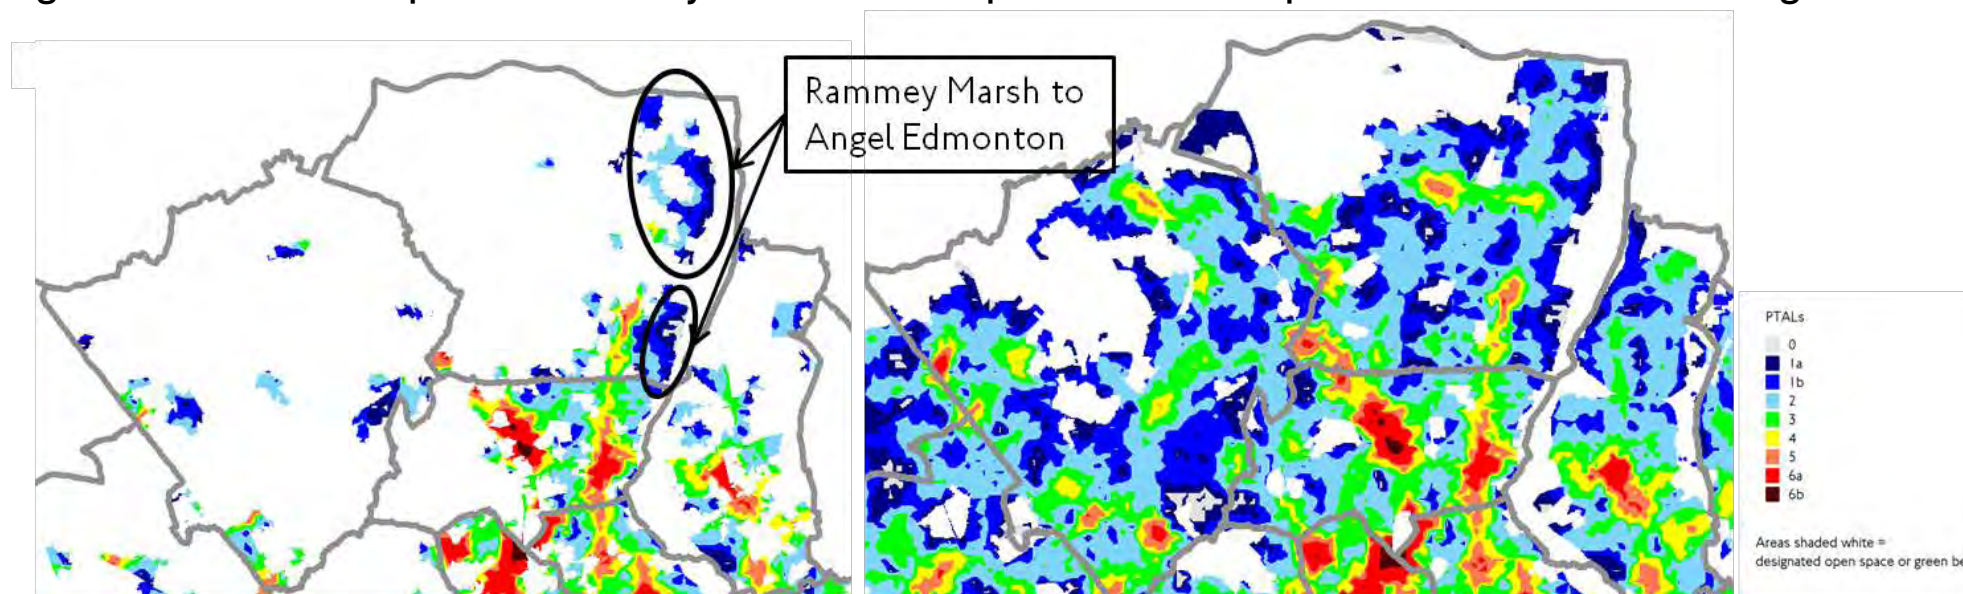 Rammey Marsh to
Angel Edmonton
PTALs
0
1a
1b
2
3
4
5
6a
6b
Areas shaded white =
designated open space or green be